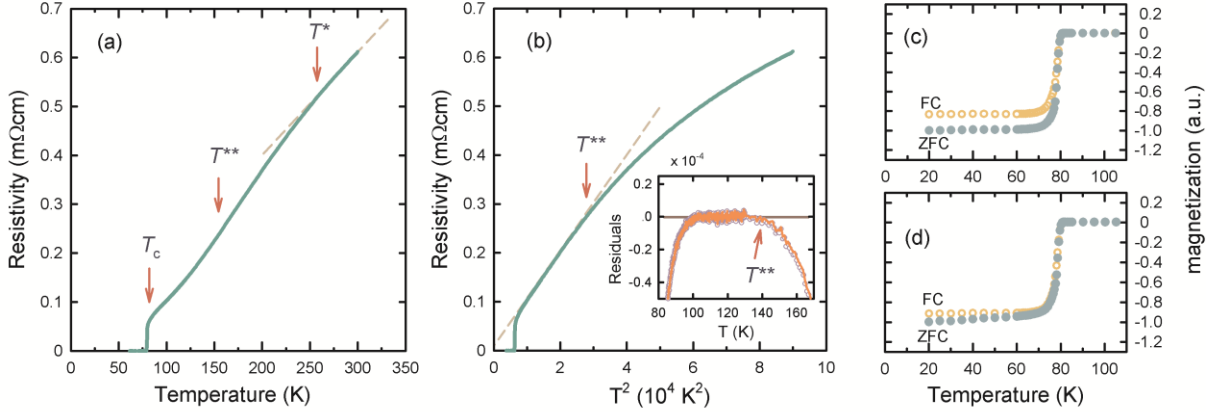 (a)
T*
T**
Tc
0.7
0.6
0.5
0.4
0.3
0.2
0.1
0
0 50 100 150 200 250 300 350
Temperature (K)
Resistivity (mΩcm)
(b)
T**
0.7
0.6
0.5
0.4
0.3
0.2
0.1
0
0 2 4 6 8 10
T² (10⁴ K²)
Resistivity (mΩcm)
x 10⁻⁴
0.2
.0
-0.2
-0.4
Residuals
T**
80 100 120 140 160
T (K)
(c)
FC
ZFC
0.2
0
-0.2
-0.4
-0.6
-0.8
-1.0
-1.2
0 20 40 60 80 100
magnetization (a.u.)
(d)
FC
ZFC
0.2
0
-0.2
-0.4
-0.6
-0.8
-1.0
-1.2
0 20 40 60 80 100
Temperature (K)